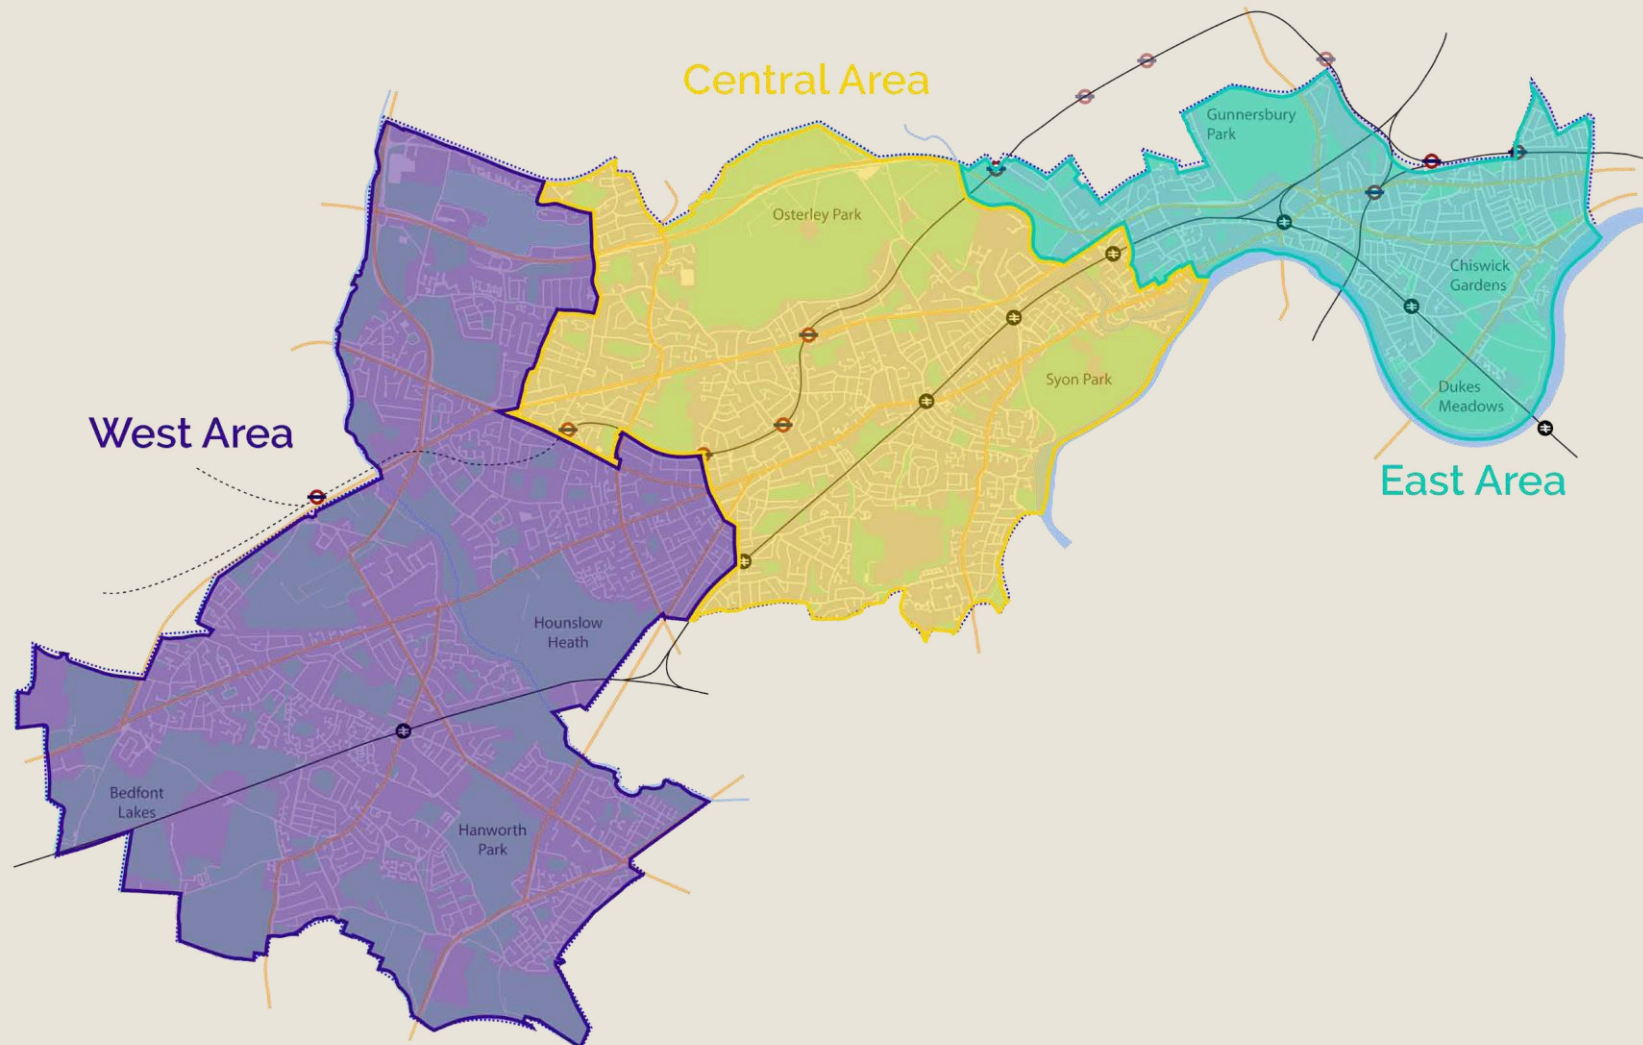 Central Area
Gunnersbury
Park
Osterley Park
Chiswick
Gardens
Syon Park
Dukes
Meadows
West Area
East Area
Hounslow
Heath
Bedfont
Lakes
Hanworth
Park